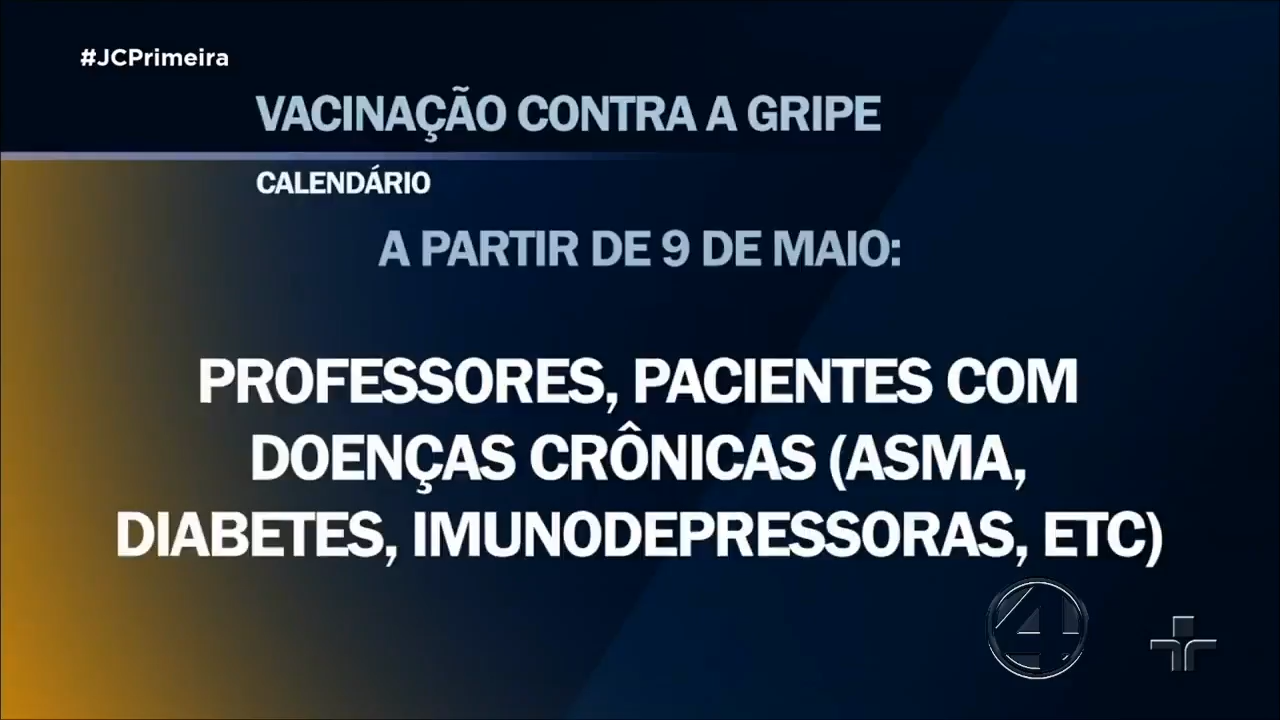 #JCPrimeira
VACINAÇÃO CONTRA A GRIPE
CALENDÁRIO
A PARTIR DE 9 DE MAIO:
PROFESSORES, PACIENTES COM
DOENÇAS CRÔNICAS (ASMA,
DIABETES, IMUNODEPRESSORAS, ETC)
4